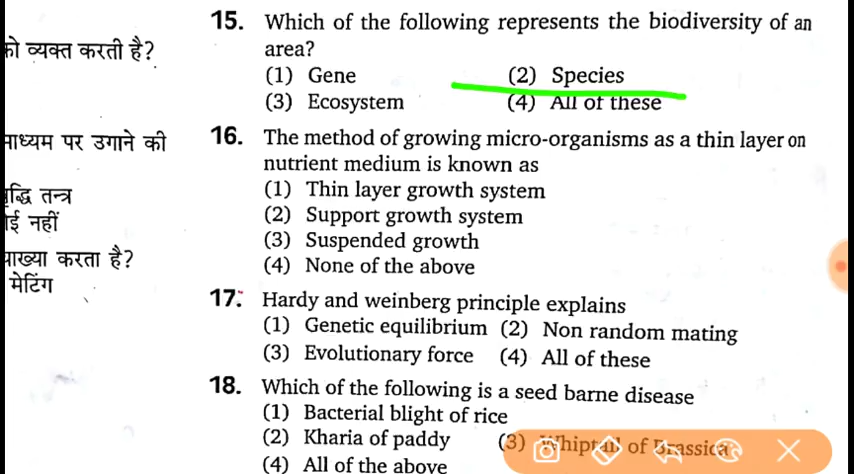 15. Which of the following represents the biodiversity of an
area?
(1) Gene (2) Species
(3) Ecosystem (4) All of these
को व्यक्त करती है?
16. The method of growing micro-organisms as a thin layer on
nutrient medium is known as
(1) Thin layer growth system
(2) Support growth system
(3) Suspended growth
(4) None of the above
माध्यम पर उगाने की
तन्त्र
नहीं
करता है?
मेटिंग
17. Hardy and weinberg principle explains
(1) Genetic equilibrium (2) Non random mating
(3) Evolutionary force (4) All of these
18. Which of the following is a seed barne disease
(1) Bacterial blight of rice
(2) Kharia of paddy (3) Whiptail of Brassica
(4) All of the above